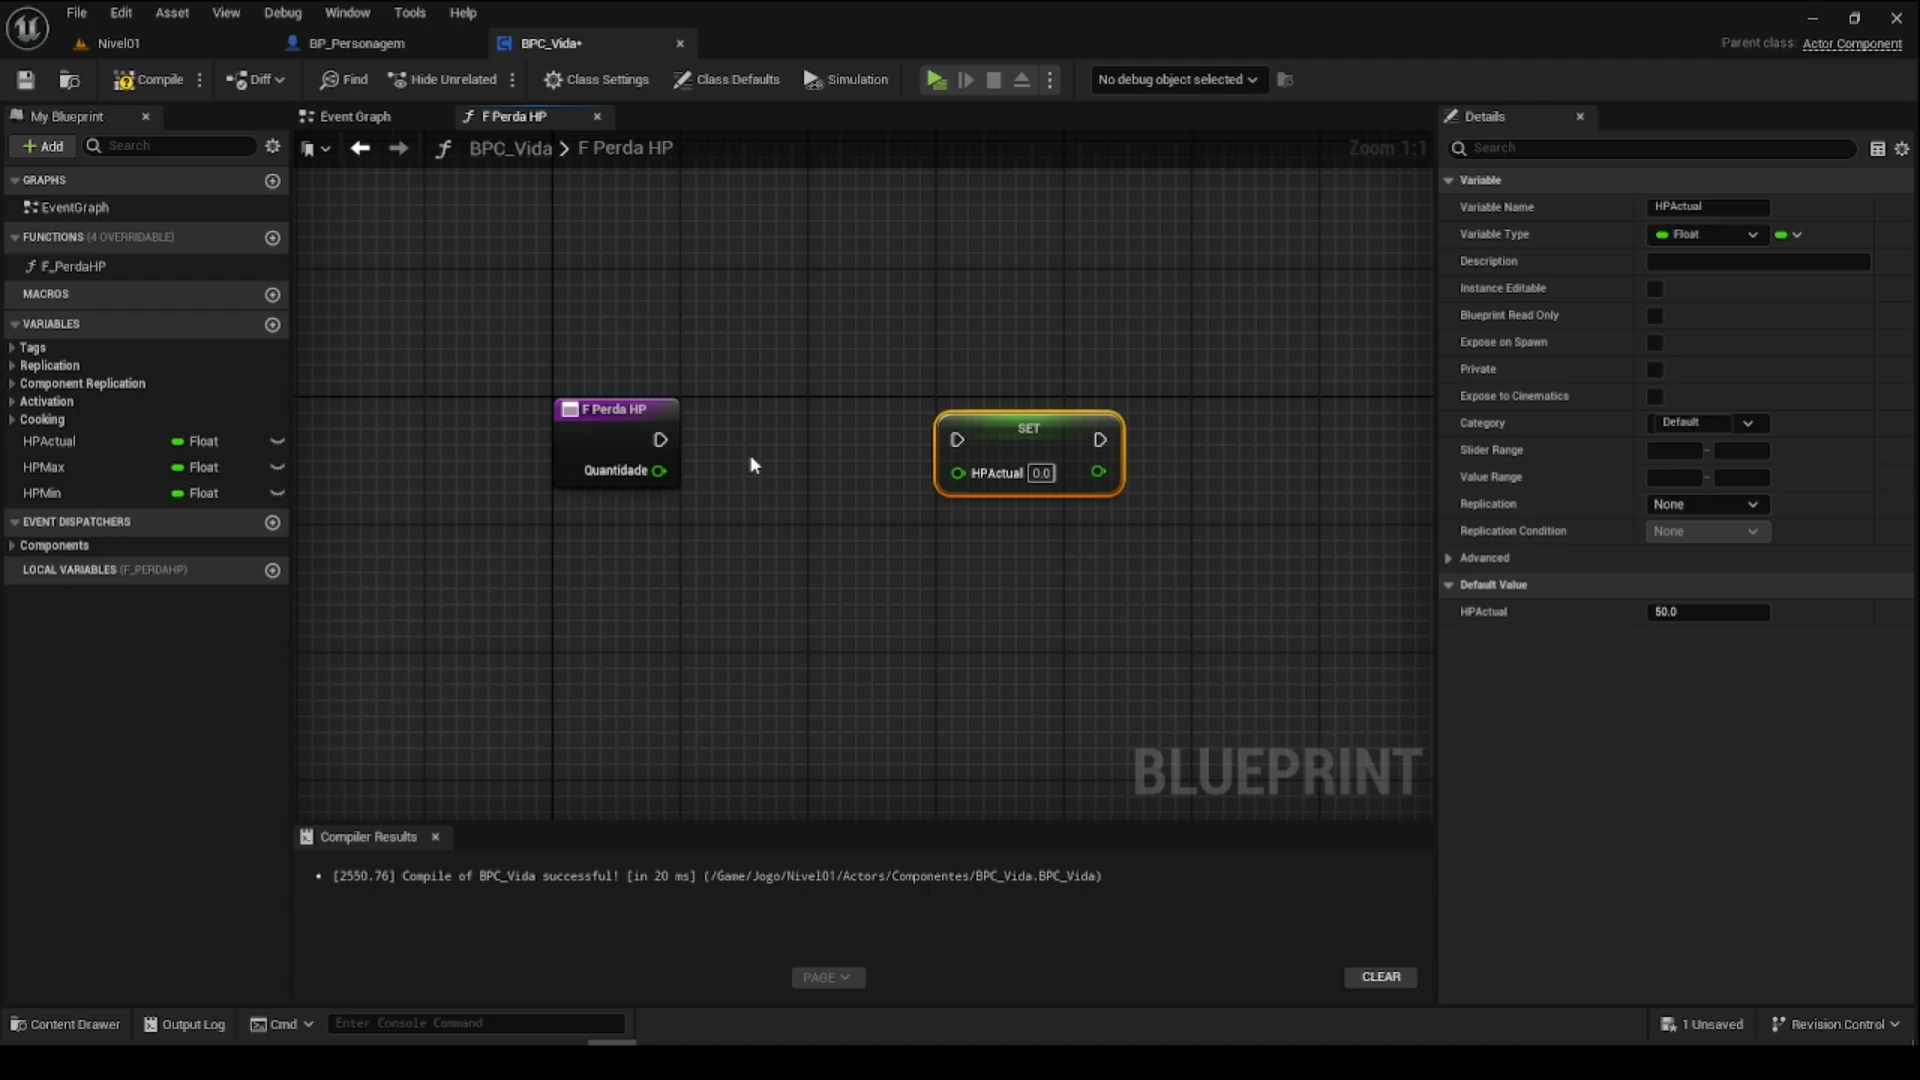 File Edit Asset View Debug Window Tools Help
Nivel01 BP_Personagem BPC_Vida• Parent class: Actor Component
Compile Diff Find Hide Unrelated Class Settings Class Defaults Simulation No debug object selected
My Blueprint
Add Search
GRAPHS
EventGraph
FUNCTIONS (4 OVERRIDABLE)
F_PerdaHP
MACROS
VARIABLES
Tags
Replication
Component Replication
Activation
Cooking
HPActual Float
HPMax Float
HPMin Float
EVENT DISPATCHERS
Components
LOCAL VARIABLES (F_PERDAHP)
Event Graph F Perda HP
BPC_Vida > F Perda HP Zoom 1:1
F Perda HP
Quantidade
SET
HPActual 0.0
BLUEPRINT
Compiler Results
[2550.76] Compile of BPC_Vida successful! [in 20 ms] (/Game/Jogo/Nivel01/Actors/Componentes/BPC_Vida.BPC_Vida)
PAGE CLEAR
Details
Search
Variable
Variable Name HPActual
Variable Type Float
Description
Instance Editable
Blueprint Read Only
Expose on Spawn
Private
Expose to Cinematics
Category Default
Slider Range
Value Range
Replication None
Replication Condition None
Advanced
Default Value
HPActual 50.0
Content Drawer Output Log Cmd Enter Console Command 1 Unsaved Revision Control